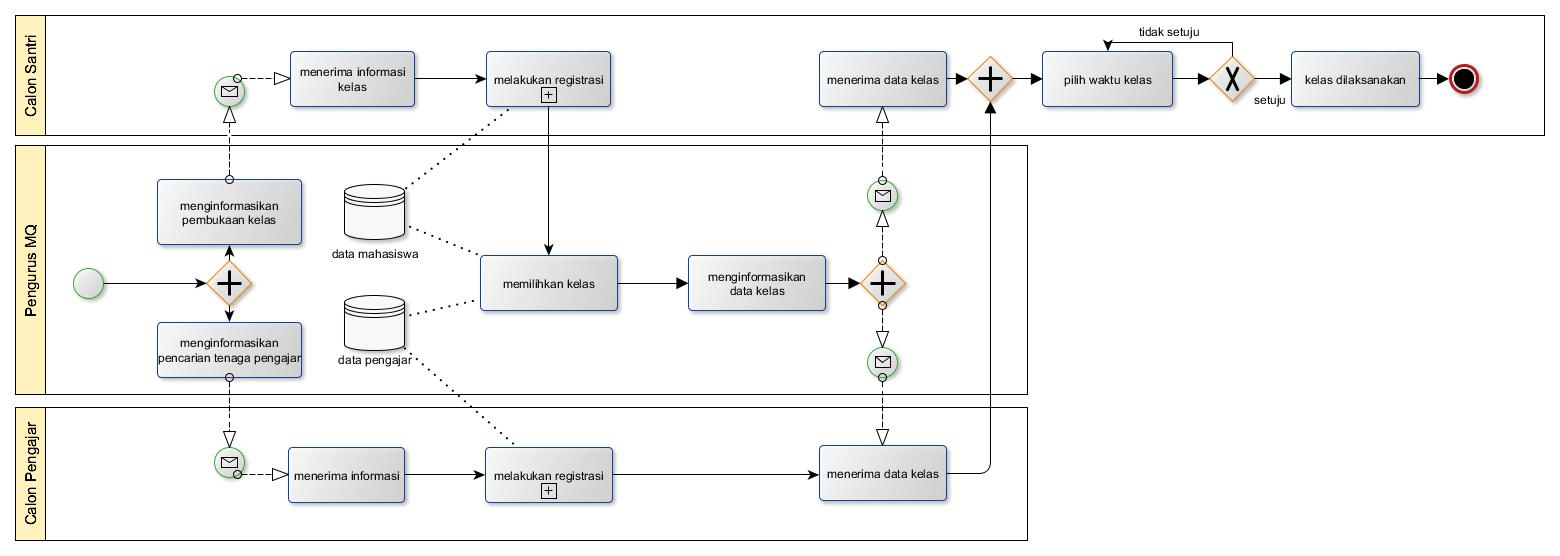 Calon Santri
menerima informasi
kelas
melakukan registrasi
menerima data kelas
pilih waktu kelas
tidak setuju
setuju
kelas dilaksanakan
Pengurus MQ
menginformasikan
pembukaan kelas
menginformasikan
pencarian tenaga pengajar
data mahasiswa
data pengajar
memilihkan kelas
menginformasikan
data kelas
Calon Pengajar
menerima informasi
melakukan registrasi
menerima data kelas